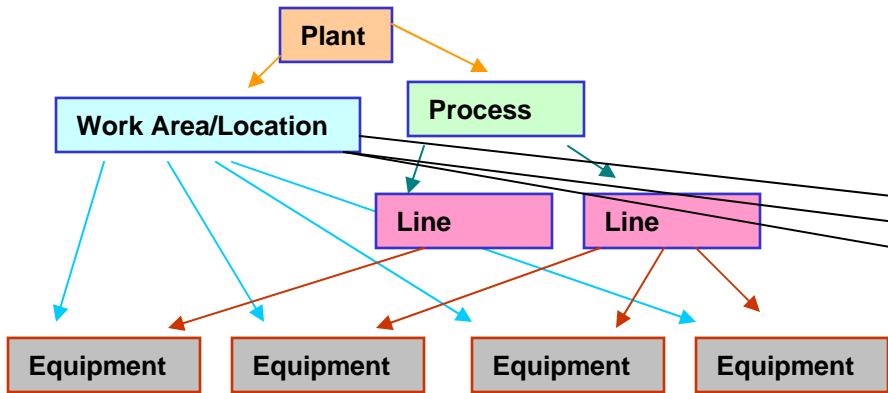 Plant
Process
Work Area/Location
Line
Line
Equipment
Equipment
Equipment
Equipment